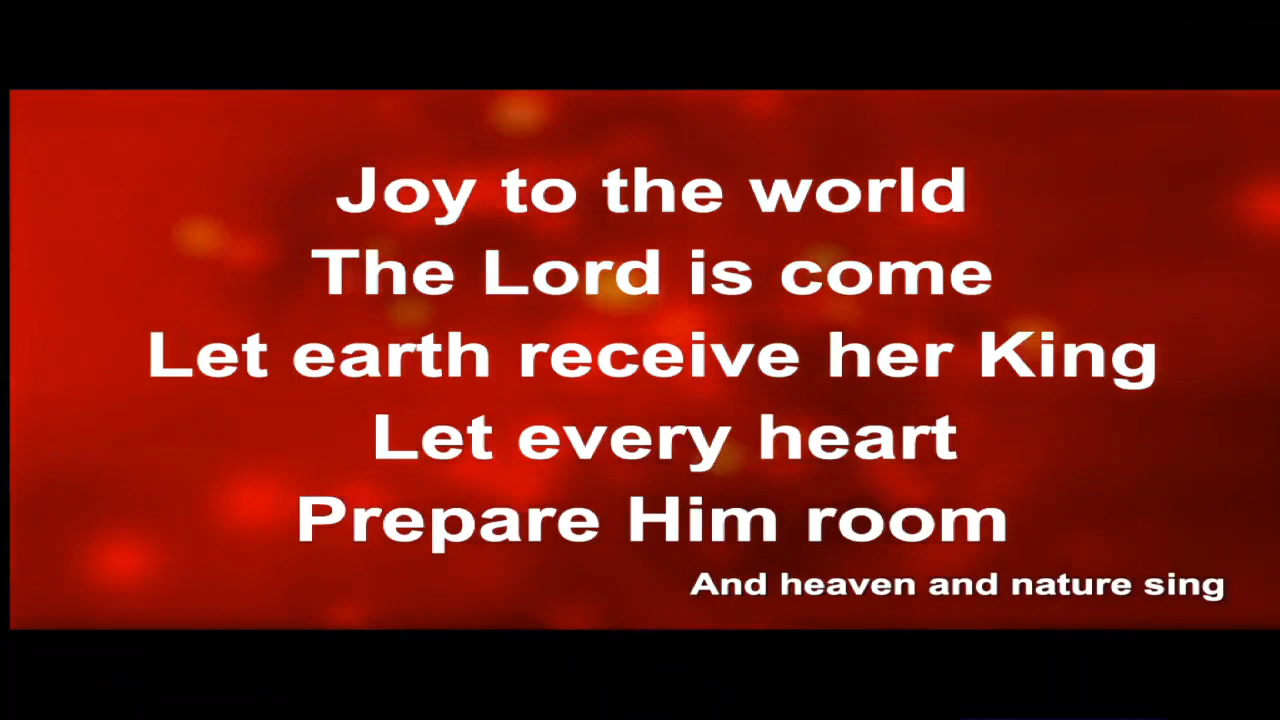 Joy to the world
The Lord is come
Let earth receive her King
Let every heart
Prepare Him room
And heaven and nature sing